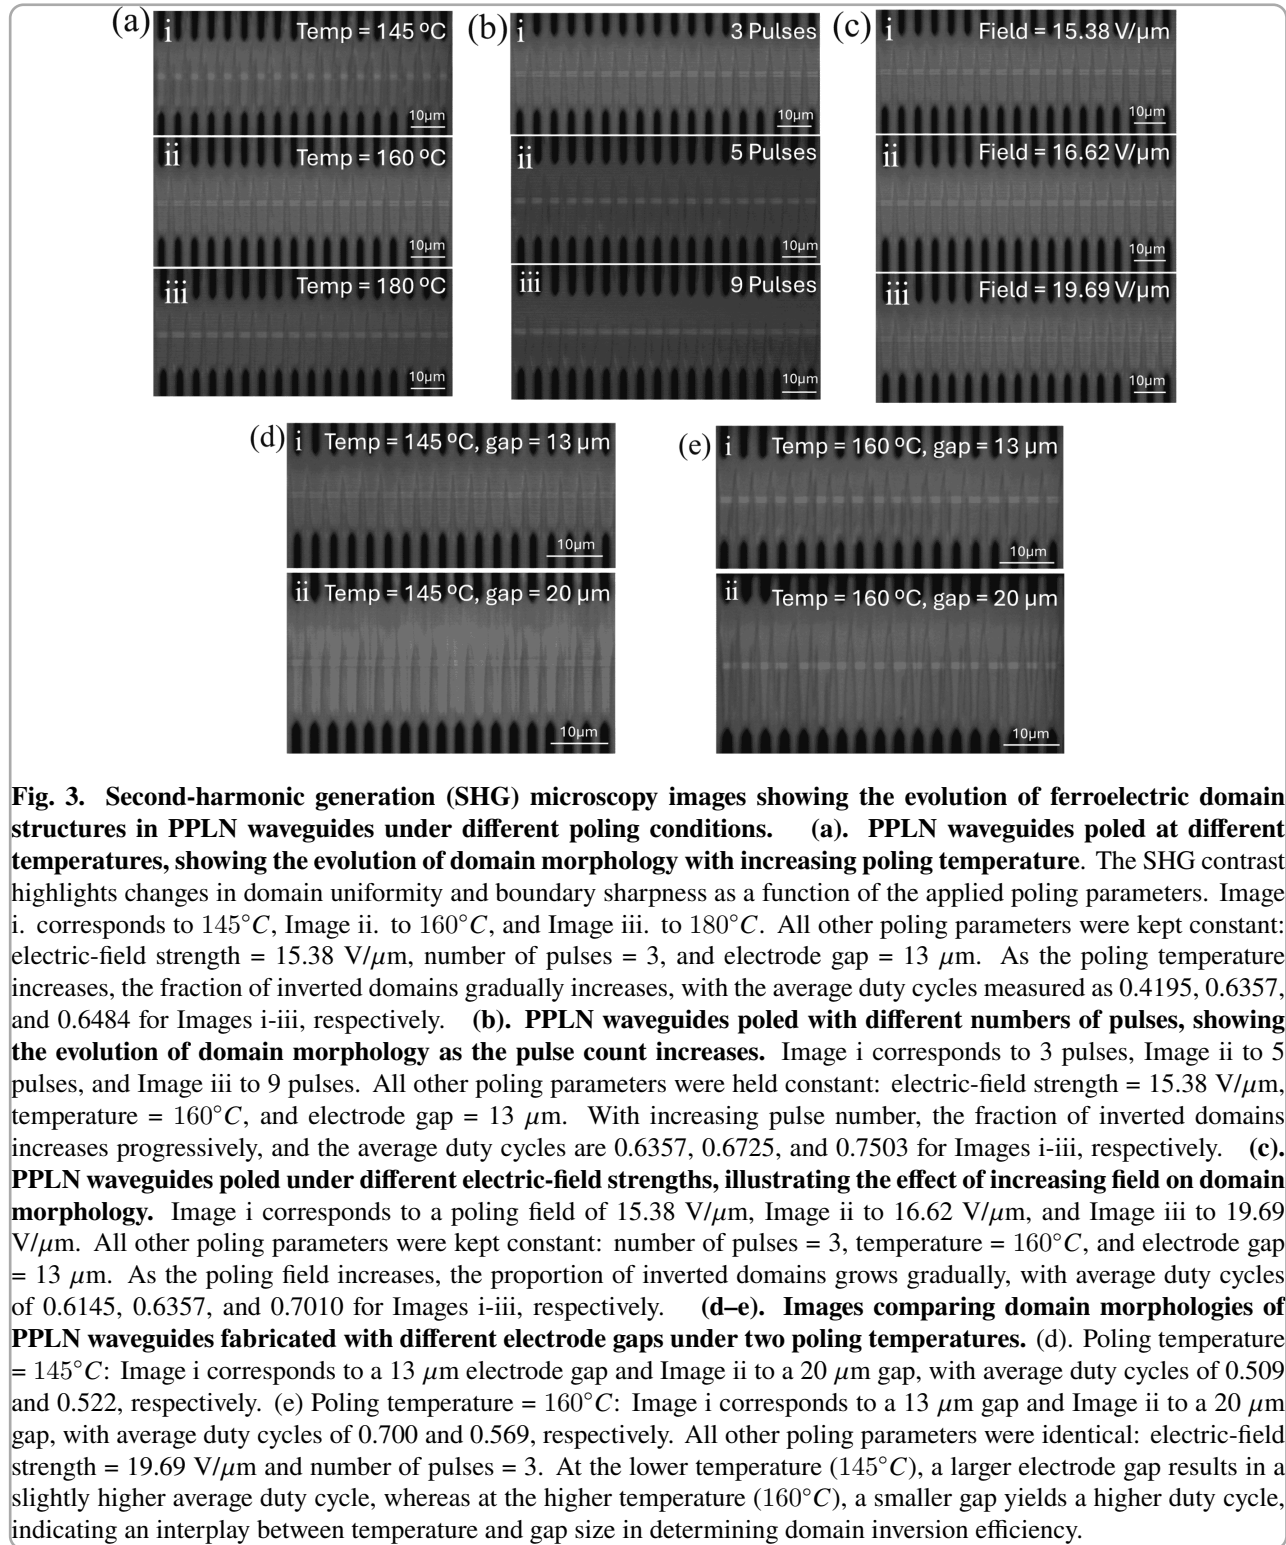 (a) i Temp = 145 ºC
10μm
ii Temp = 160 ºC
10μm
iii Temp = 180 ºC
10μm
(b) i 3 Pulses
10μm
ii 5 Pulses
10μm
iii 9 Pulses
10μm
(c) i Field = 15.38 V/μm
10μm
ii Field = 16.62 V/μm
10μm
iii Field = 19.69 V/μm
10μm
(d) i Temp = 145 ºC, gap = 13 μm
10μm
ii Temp = 145 ºC, gap = 20 μm
10μm
(e) i Temp = 160 ºC, gap = 13 μm
10μm
ii Temp = 160 ºC, gap = 20 μm
10μm
Fig. 3. Second-harmonic generation (SHG) microscopy images showing the evolution of ferroelectric domain
structures in PPLN waveguides under different poling conditions. (a). PPLN waveguides poled at different
temperatures, showing the evolution of domain morphology with increasing poling temperature. The SHG contrast
highlights changes in domain uniformity and boundary sharpness as a function of the applied poling parameters. Image
i. corresponds to 145°C, Image ii. to 160°C, and Image iii. to 180°C. All other poling parameters were kept constant:
electric-field strength = 15.38 V/μm, number of pulses = 3, and electrode gap = 13 μm. As the poling temperature
increases, the fraction of inverted domains gradually increases, with the average duty cycles measured as 0.4195, 0.6357,
and 0.6484 for Images i-iii, respectively. (b). PPLN waveguides poled with different numbers of pulses, showing
the evolution of domain morphology as the pulse count increases. Image i corresponds to 3 pulses, Image ii to 5
pulses, and Image iii to 9 pulses. All other poling parameters were held constant: electric-field strength = 15.38 V/μm,
temperature = 160°C, and electrode gap = 13 μm. With increasing pulse number, the fraction of inverted domains
increases progressively, and the average duty cycles are 0.6357, 0.6725, and 0.7503 for Images i-iii, respectively. (c).
PPLN waveguides poled under different electric-field strengths, illustrating the effect of increasing field on domain
morphology. Image i corresponds to a poling field of 15.38 V/μm, Image ii to 16.62 V/μm, and Image iii to 19.69
V/μm. All other poling parameters were kept constant: number of pulses = 3, temperature = 160°C, and electrode gap
= 13 μm. As the poling field increases, the proportion of inverted domains grows gradually, with average duty cycles
of 0.6145, 0.6357, and 0.7010 for Images i-iii, respectively. (d–e). Images comparing domain morphologies of
PPLN waveguides fabricated with different electrode gaps under two poling temperatures. (d). Poling temperature
= 145°C: Image i corresponds to a 13 μm electrode gap and Image ii to a 20 μm gap, with average duty cycles of 0.509
and 0.522, respectively. (e) Poling temperature = 160°C: Image i corresponds to a 13 μm gap and Image ii to a 20 μm
gap, with average duty cycles of 0.700 and 0.569, respectively. All other poling parameters were identical: electric-field
strength = 19.69 V/μm and number of pulses = 3. At the lower temperature (145°C), a larger electrode gap results in a
slightly higher average duty cycle, whereas at the higher temperature (160°C), a smaller gap yields a higher duty cycle,
indicating an interplay between temperature and gap size in determining domain inversion efficiency.